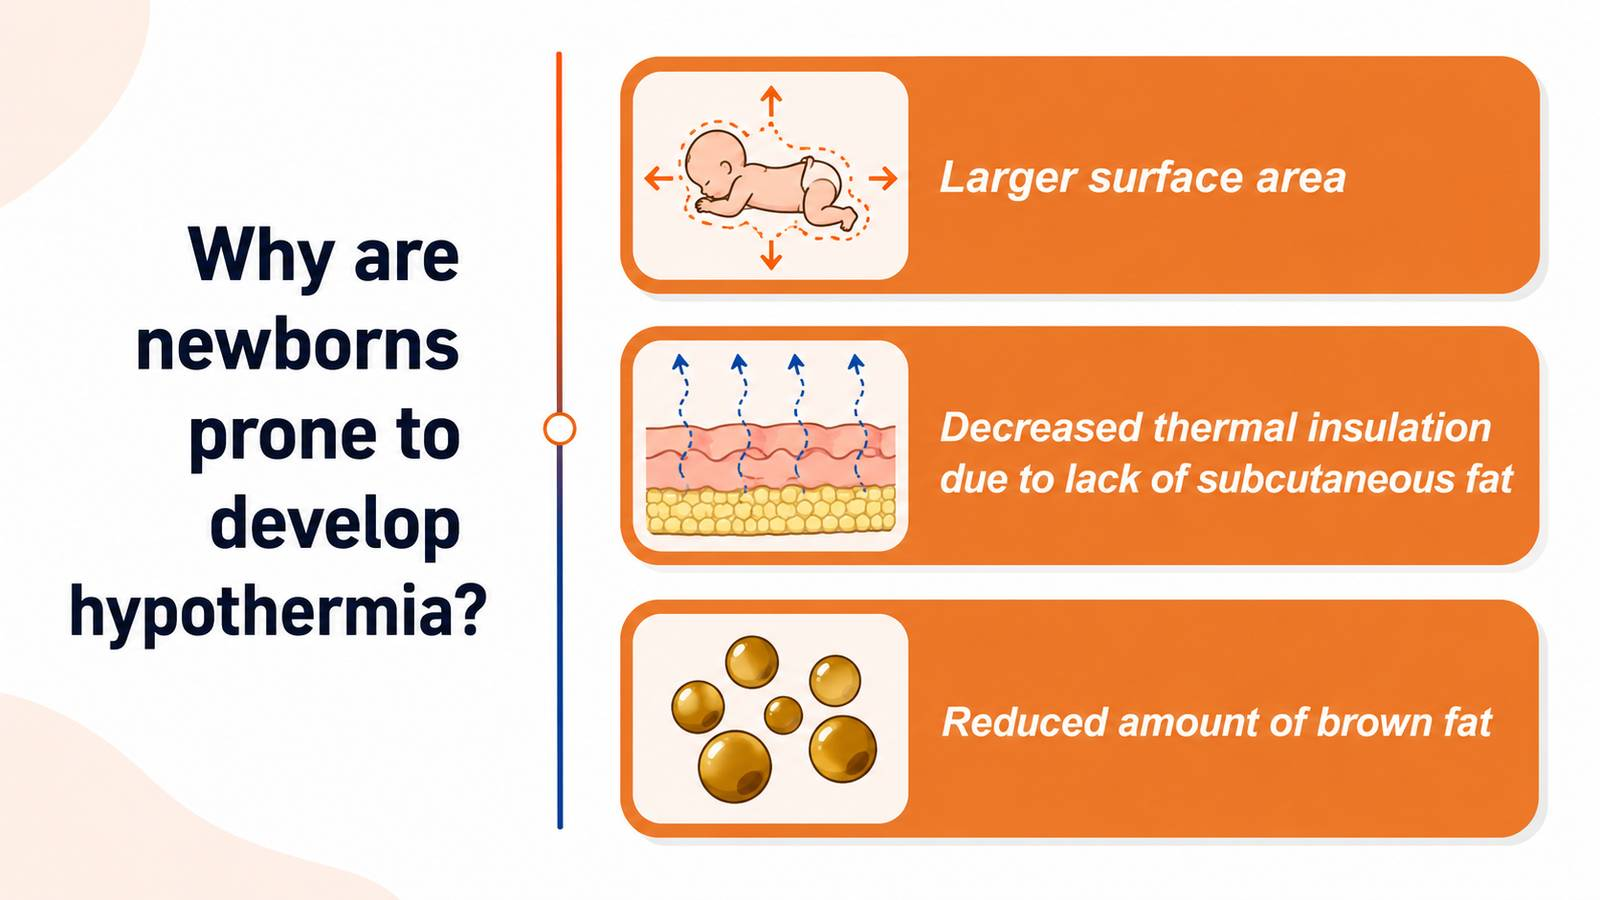 Why are
newborns
prone to
develop
hypothermia?
Larger surface area
Decreased thermal insulation
due to lack of subcutaneous fat
Reduced amount of brown fat